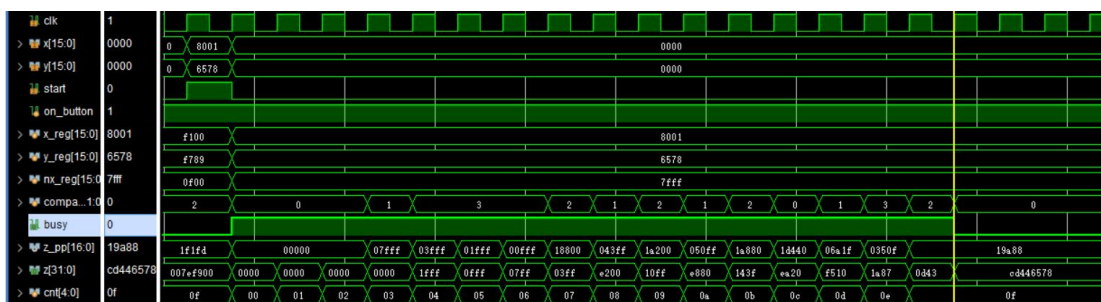 clk 1
x[15:0] 0000 0 8001 0000
y[15:0] 0000 0 6578 0000
start 0
on_button 1
x_reg[15:0] 8001 f100 8001
y_reg[15:0] 6578 f789 6578
nx_reg[15:0 7fff 0f00 7fff
compa...1:0 0 2 0 1 3 2 1 2 1 2 0 1 3 2 0
busy 0
z_pp[16:0] 19a88 1f1fd 00000 07fff 03fff 01fff 00fff 18800 043ff 1a200 050ff 1a880 1d440 06a1f 0350f 19a88
z[31:0] cd446578 007ef900 0000 0000 0000 0000 1fff 0fff 07ff 03ff e200 10ff e880 143f ea20 f510 1a87 0d43 cd446578
cnt[4:0] 0f 0f 00 01 02 03 04 05 06 07 08 09 0a 0b 0c 0d 0e 0f